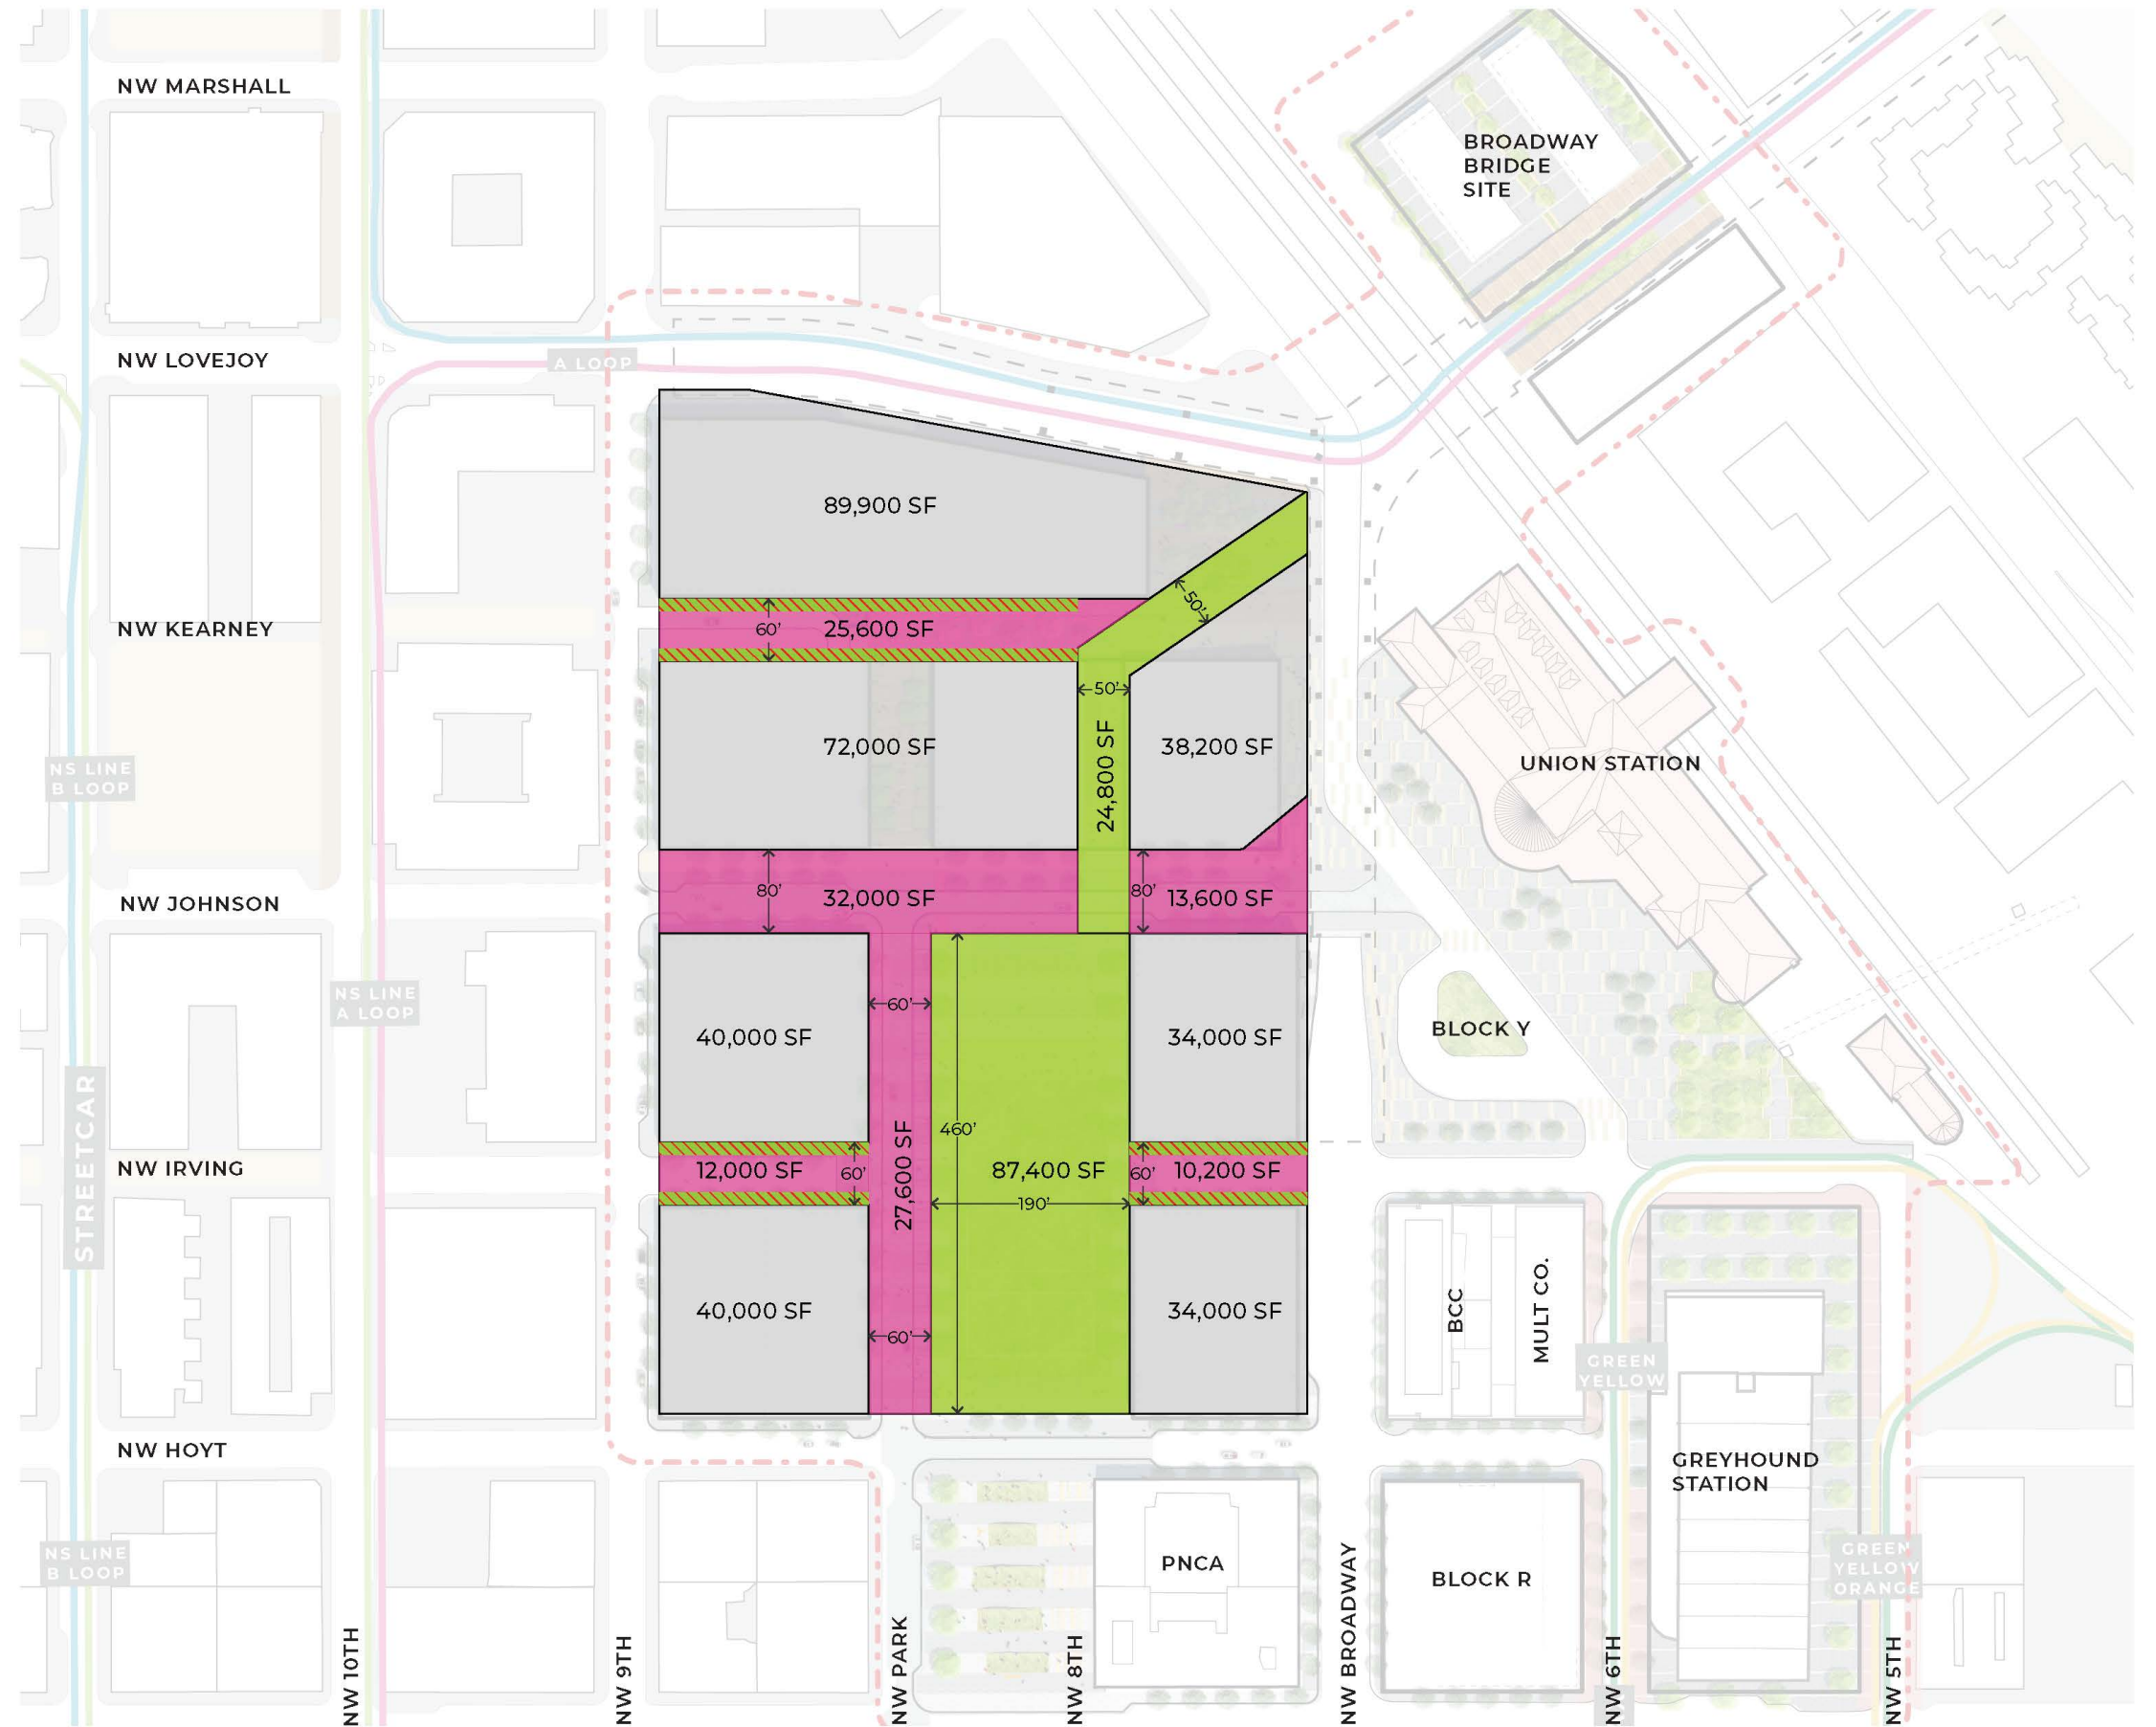 NW MARSHALL
BROADWAY
BRIDGE
SITE
NW LOVEJOY
A LOOP
89,900 SF
50'
NW KEARNEY
60'
25,600 SF
50'
72,000 SF
24,800 SF
38,200 SF
UNION STATION
NS LINE
B LOOP
80'
32,000 SF
80'
13,600 SF
NW JOHNSON
NS LINE
A LOOP
60'
40,000 SF
34,000 SF
BLOCK Y
460'
NW IRVING
12,000 SF
60'
27,600 SF
87,400 SF
60'
10,200 SF
190'
STREETCAR
40,000 SF
60'
34,000 SF
BCC
MULT CO.
GREEN
YELLOW
NW HOYT
GREYHOUND
STATION
NS LINE
B LOOP
PNCA
BLOCK R
GREEN
YELLOW
ORANGE
NW 10TH
NW 9TH
NW PARK
NW 8TH
NW BROADWAY
NW 6TH
NW 5TH